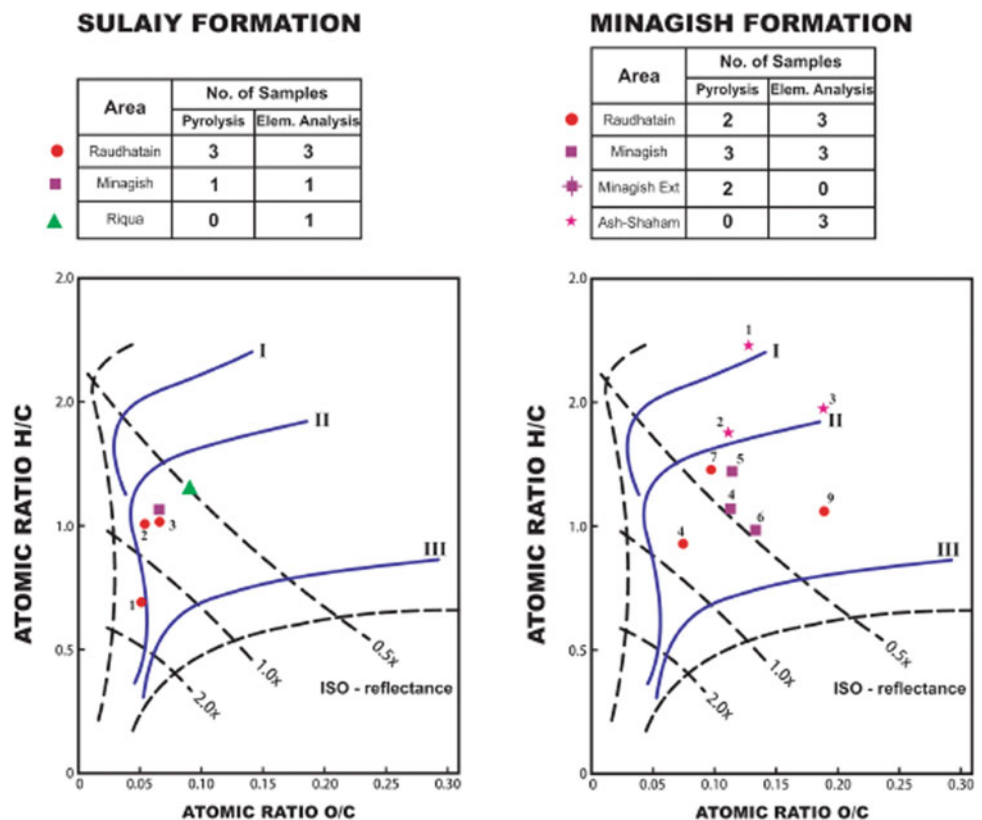 SULAIY FORMATION
Area
No. of Samples
Pyrolysis
Elem. Analysis
Raudhatain
3
3
Minagish
1
1
Riqua
0
1
ATOMIC RATIO H/C
2.0
2.0
1.0
0.5
0
I
II
III
2
3
1
0.5x
1.0x
2.0x
ISO - reflectance
0
0.05
0.10
0.15
0.20
0.25
0.30
ATOMIC RATIO O/C
MINAGISH FORMATION
Area
No. of Samples
Pyrolysis
Elem. Analysis
Raudhatain
2
3
Minagish
3
3
Minagish Ext
2
0
Ash-Shaham
0
3
ATOMIC RATIO H/C
2.0
2.0
1.0
0.5
0
1
I
3
2
II
7
5
4
9
6
4
III
0.5x
1.0x
2.0x
ISO - reflectance
0
0.05
0.10
0.15
0.20
0.25
0.30
ATOMIC RATIO O/C